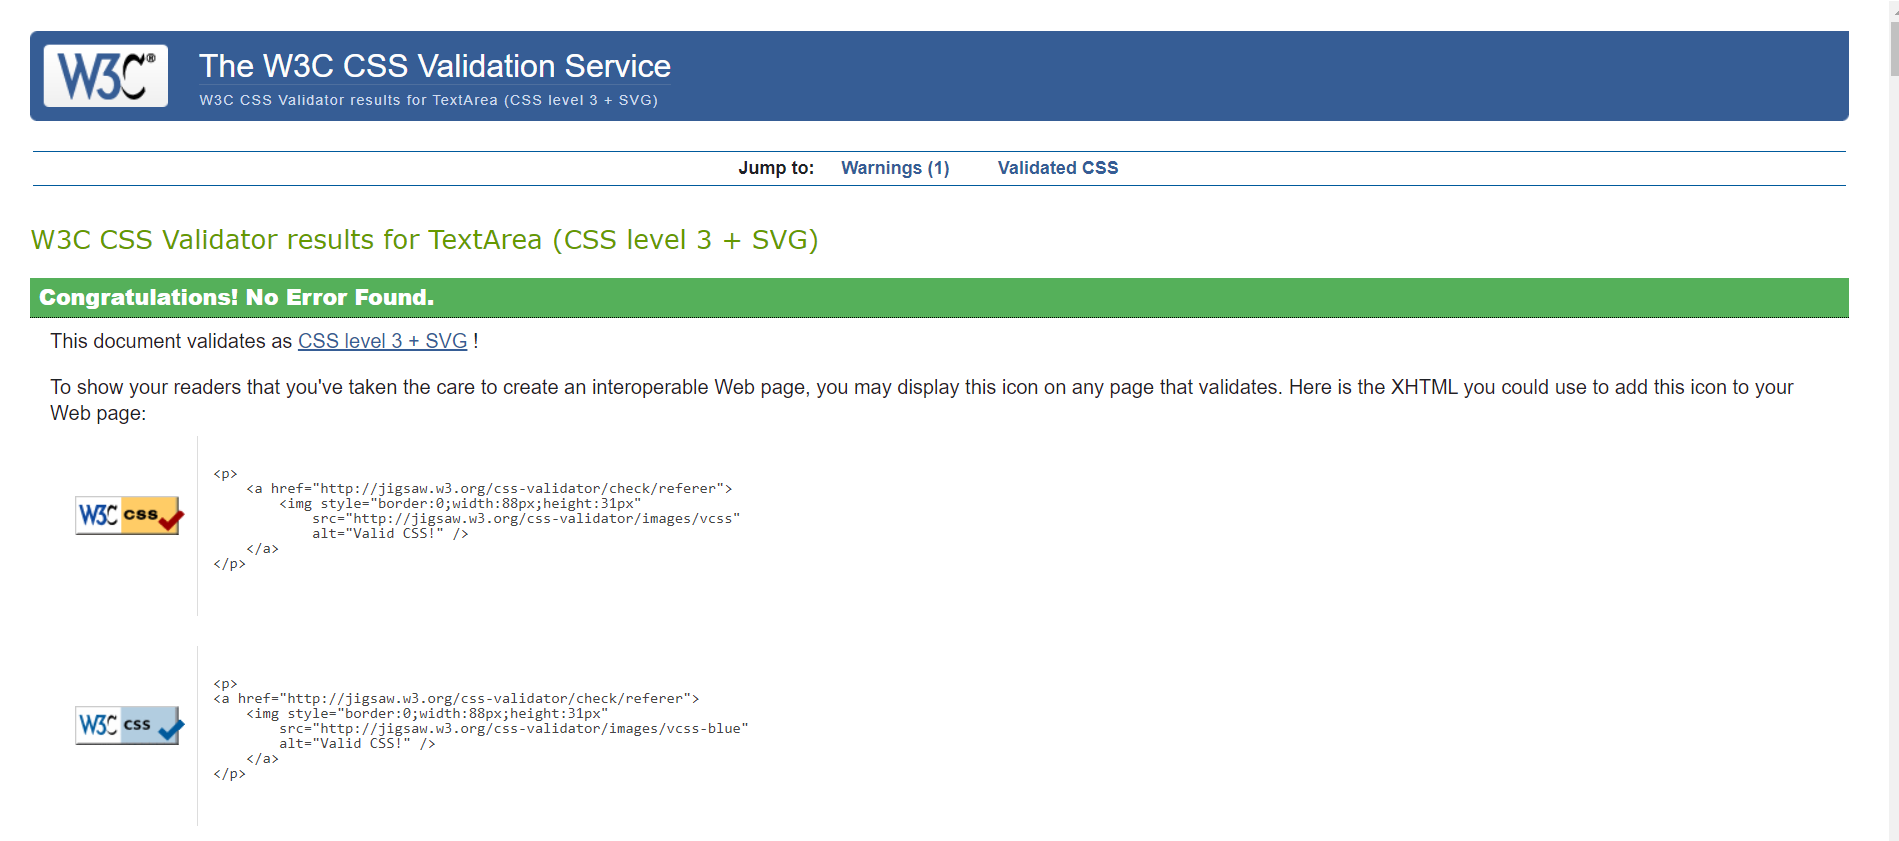 W3C®
The W3C CSS Validation Service
W3C CSS Validator results for TextArea (CSS level 3 + SVG)
Jump to: Warnings (1) Validated CSS
W3C CSS Validator results for TextArea (CSS level 3 + SVG)
Congratulations! No Error Found.
This document validates as CSS level 3 + SVG !
To show your readers that you've taken the care to create an interoperable Web page, you may display this icon on any page that validates. Here is the XHTML you could use to add this icon to your
Web page:
W3C css
<p>
<a href="http://jigsaw.w3.org/css-validator/check/referer">
<img style="border:0;width:88px;height:31px"
src="http://jigsaw.w3.org/css-validator/images/vcss"
alt="Valid CSS!" />
</a>
</p>
W3C css
<p>
<a href="http://jigsaw.w3.org/css-validator/check/referer">
<img style="border:0;width:88px;height:31px"
src="http://jigsaw.w3.org/css-validator/images/vcss-blue"
alt="Valid CSS!" />
</a>
</p>